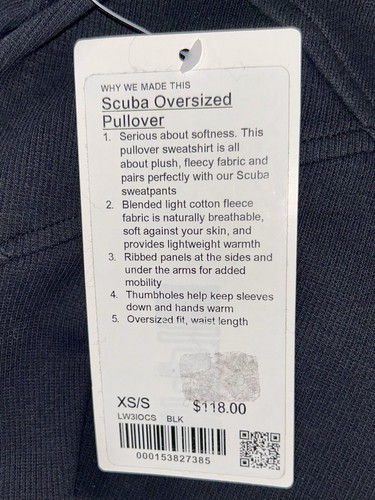 WHY WE MADE THIS
Scuba Oversized
Pullover
1. Serious about softness. This
pullover sweatshirt is all
about plush, fleecy fabric and
pairs perfectly with our Scuba
sweatpants
2. Blended light cotton fleece
fabric is naturally breathable,
soft against your skin, and
provides lightweight warmth
3. Ribbed panels at the sides and
under the arms for added
mobility
4. Thumbholes help keep sleeves
down and hands warm
5. Oversized fit, waist length
XS/S $118.00
LW3IOCS BLK
000153827385